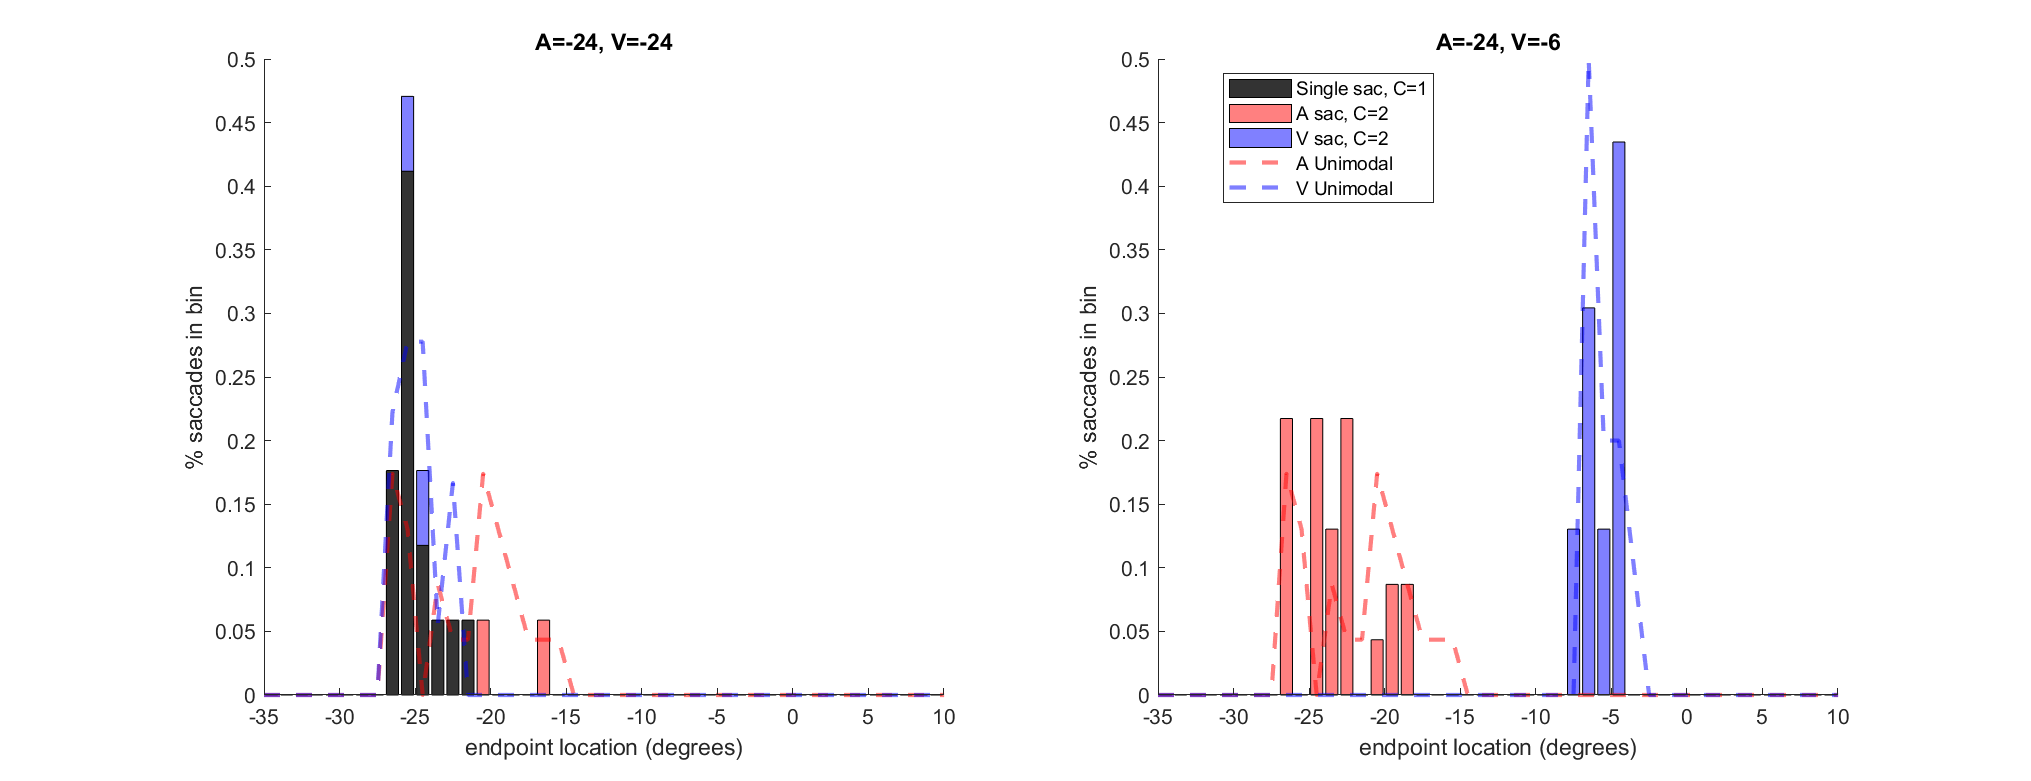 A=-24, V=-24
0.5
0.45
0.4
0.35
0.3
0.25
0.2
0.15
0.1
0.05
0
% saccades in bin
-35 -30 -25 -20 -15 -10 -5 0 5 10
endpoint location (degrees)
A=-24, V=-6
0.5
0.45
0.4
0.35
0.3
0.25
0.2
0.15
0.1
0.05
0
% saccades in bin
Single sac, C=1
A sac, C=2
V sac, C=2
A Unimodal
V Unimodal
-35 -30 -25 -20 -15 -10 -5 0 5 10
endpoint location (degrees)